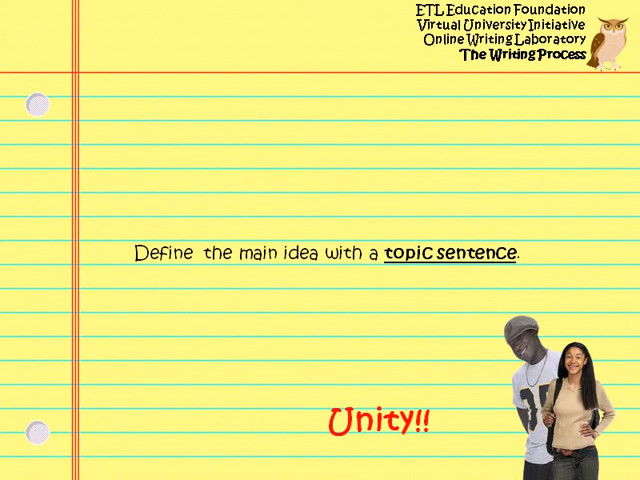 ETL Education Foundation
Virtual University Initiative
Online Writing Laboratory
The Writing Process
Define the main idea with a topic sentence.
Unity!!